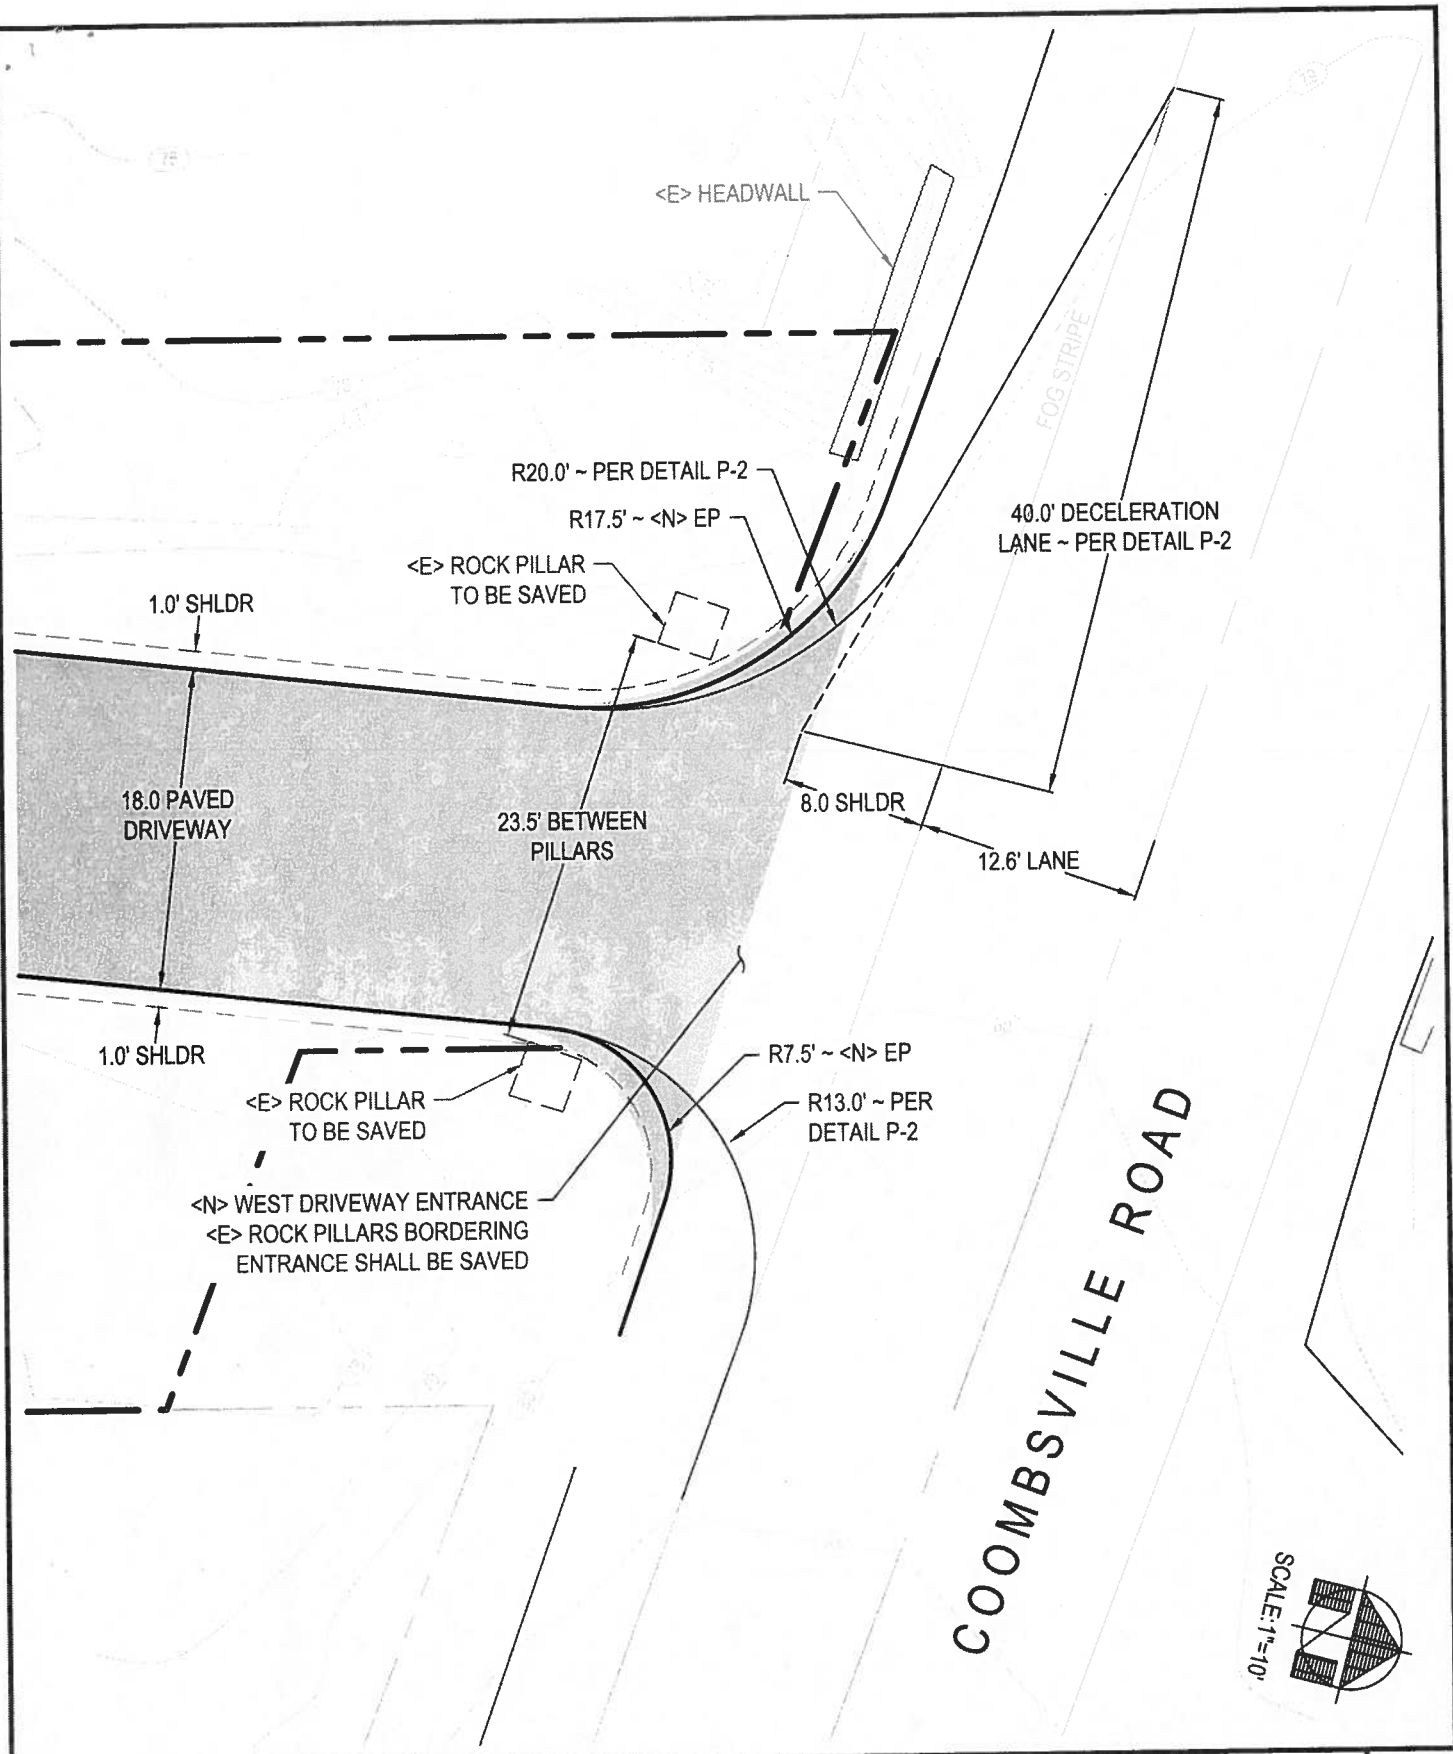 79
78
<E> HEADWALL
FOG STRIPE
R20.0' ~ PER DETAIL P-2
R17.5' ~ <N> EP
40.0' DECELERATION
LANE ~ PER DETAIL P-2
<E> ROCK PILLAR
TO BE SAVED
1.0' SHLDR
18.0 PAVED
DRIVEWAY
23.5' BETWEEN
PILLARS
8.0 SHLDR
12.6' LANE
1.0' SHLDR
R7.5' ~ <N> EP
<E> ROCK PILLAR
TO BE SAVED
R13.0' ~ PER
DETAIL P-2
<N> WEST DRIVEWAY ENTRANCE
<E> ROCK PILLARS BORDERING
ENTRANCE SHALL BE SAVED
COOMBSVILLE ROAD
SCALE:1"=10'